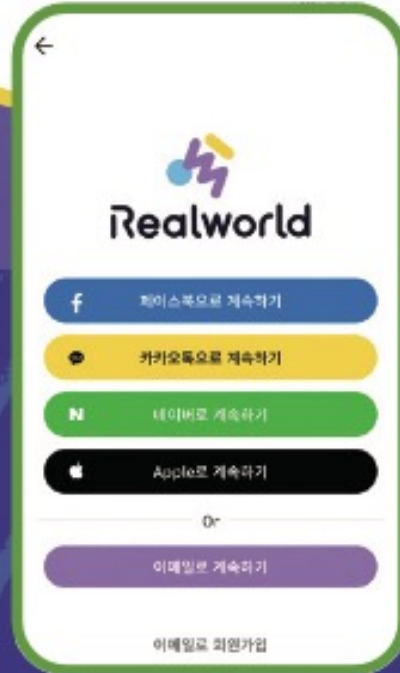 Realworld
f 페이스북으로 계속하기
카카오톡으로 계속하기
N 네이버로 계속하기
Apple로 계속하기
Or
이메일로 계속하기
이메일로 회원가입